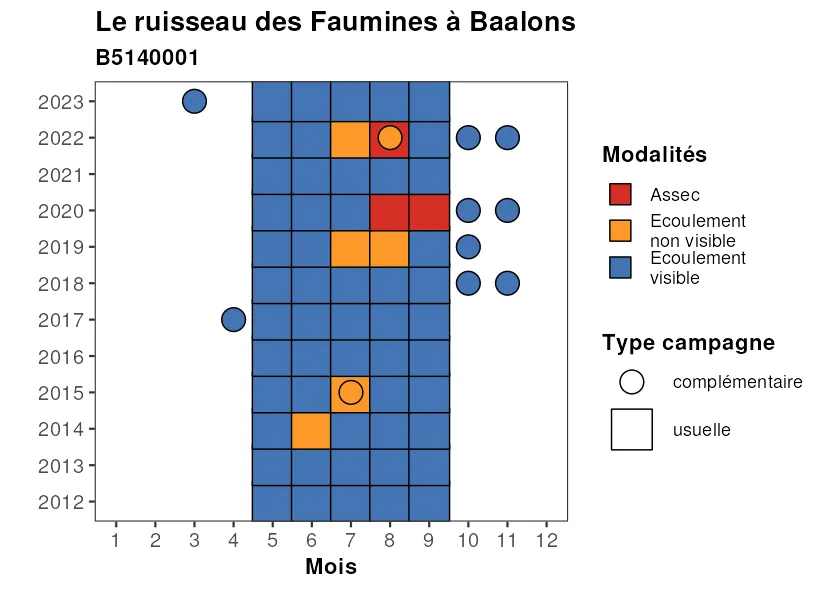 Le ruisseau des Faumines à Baalons
B5140001
2023
2022
2021
2020
2019
2018
2017
2016
2015
2014
2013
2012
1 2 3 4 5 6 7 8 9 10 11 12
Mois
Modalités
Assec
Ecoulement
non visible
Ecoulement
visible
Type campagne
complémentaire
usuelle